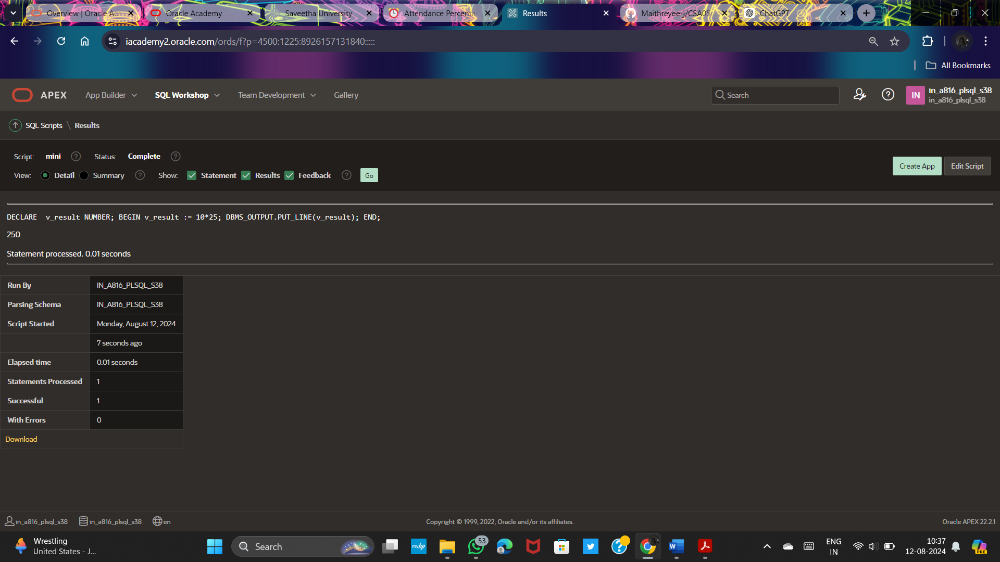 Overview | Oracle Ac
Oracle Academy
Saveetha University
Attendance Percenta
Results
Maithreyee-j/CSA05
ChatGPT
iacademy2.oracle.com/ords/f?p=4500:1225:8926157131840:::::
All Bookmarks
APEX
App Builder
SQL Workshop
Team Development
Gallery
Search
IN
in_a816_plsql_s38
in_a816_plsql_s38
SQL Scripts \ Results
Script: mini ? Status: Complete ?
View: Detail Summary ? Show: Statement Results Feedback ? Go
Create App
Edit Script
DECLARE  v_result NUMBER; BEGIN v_result := 10*25; DBMS_OUTPUT.PUT_LINE(v_result); END;
250
Statement processed. 0.01 seconds
Run By IN_A816_PLSQL_S38
Parsing Schema IN_A816_PLSQL_S38
Script Started Monday, August 12, 2024
7 seconds ago
Elapsed time 0.01 seconds
Statements Processed 1
Successful 1
With Errors 0
Download
in_a816_plsql_s38 in_a816_plsql_s38 en
Copyright © 1999, 2022, Oracle and/or its affiliates.
Oracle APEX 22.2.1
Wrestling
United States - J...
Search
myhp
53
W
ENG
IN
10:37
12-08-2024
PRE